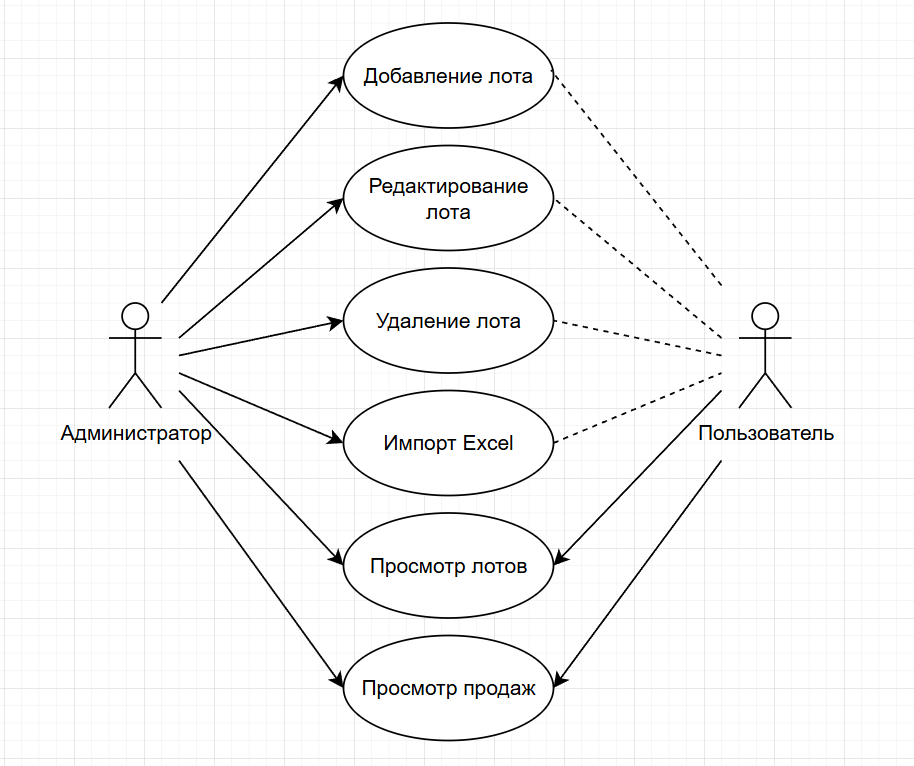 Добавление лота
Редактирование
лота
Удаление лота
Администратор
Пользователь
Импорт Excel
Просмотр лотов
Просмотр продаж